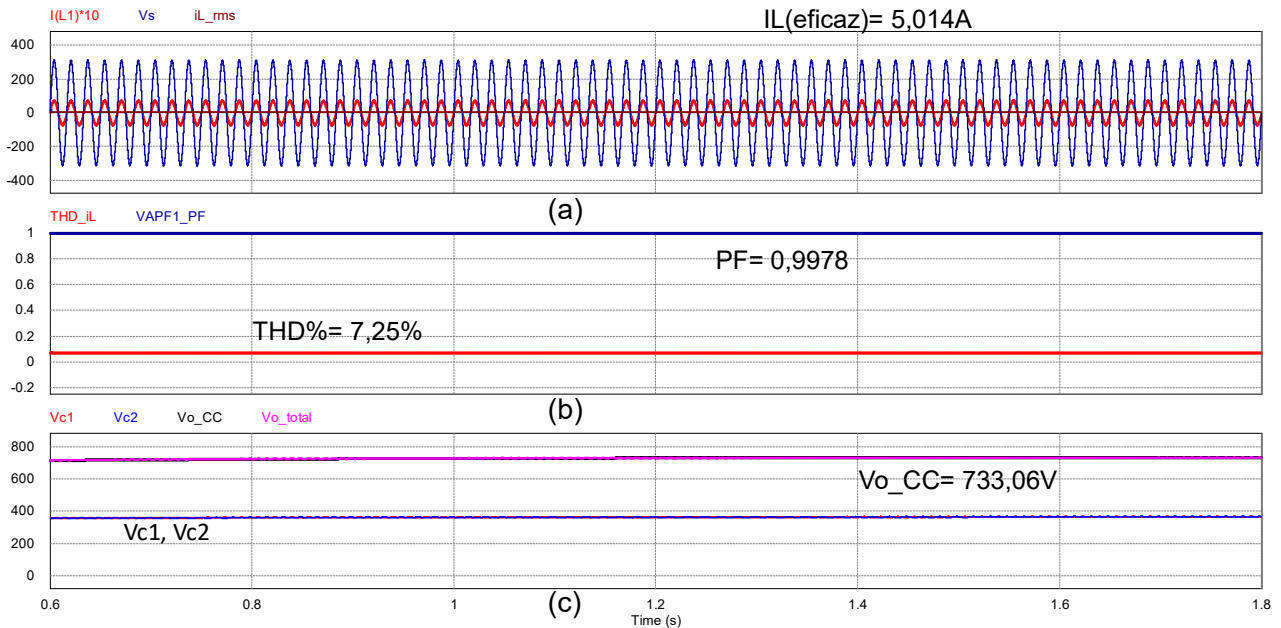 I(L1)*10 Vs iL_rms IL(eficaz)= 5,014A
400
200
0
-200
-400
(a)
THD_iL VAPF1_PF
1
0.8
0.6
0.4
0.2
0
-0.2
PF= 0,9978
THD%= 7,25%
(b)
Vc1 Vc2 Vo_CC Vo_total
800
600
400
200
0
Vo_CC= 733,06V
Vc1, Vc2
0.6 0.8 1 1.2 1.4 1.6 1.8
(c)
Time (s)